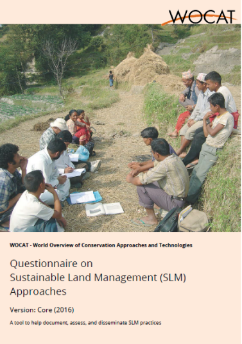 WOCAT
WOCAT - World Overview of Conservation Approaches and Technologies
Questionnaire on
Sustainable Land Management (SLM)
Approaches
Version: Core (2016)
A tool to help document, assess, and disseminate SLM practices